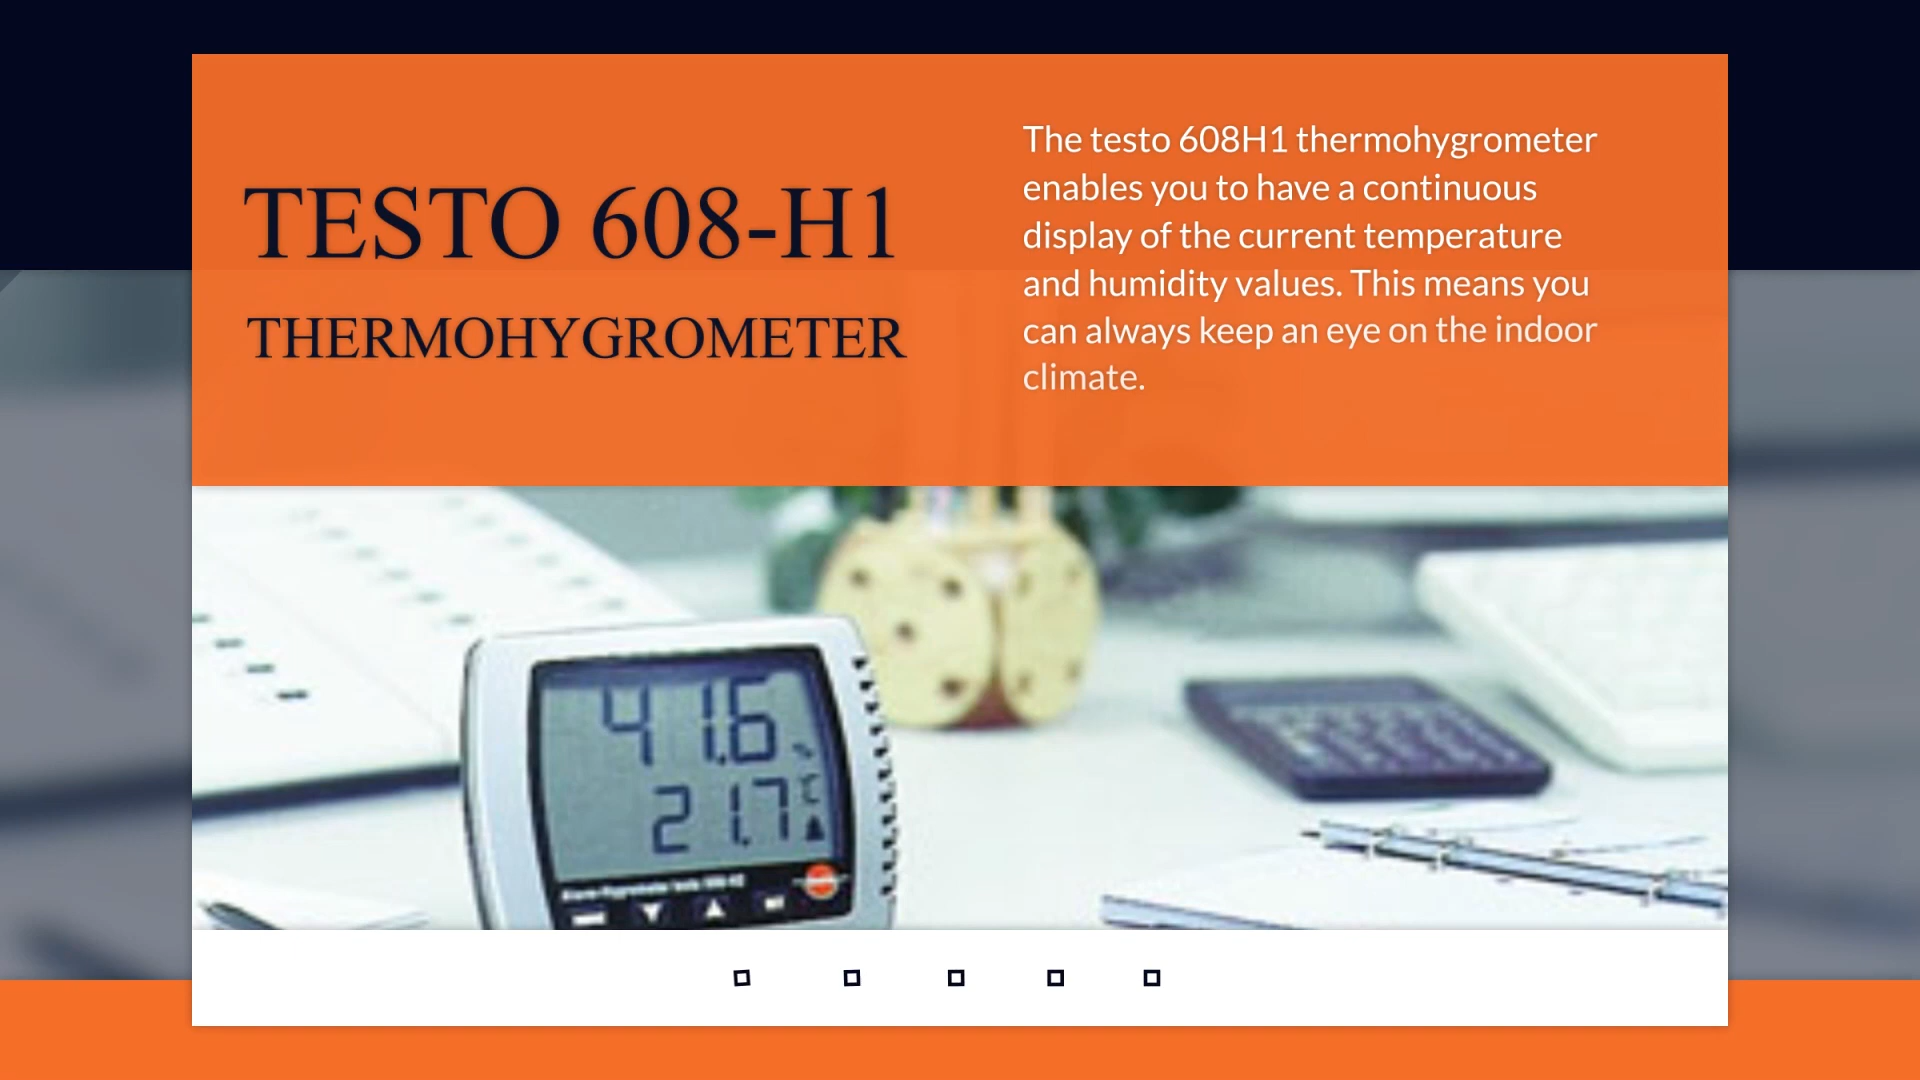 TESTO 608-H1
THERMOHYGROMETER
The testo 608H1 thermohygrometer
enables you to have a continuous
display of the current temperature
and humidity values. This means you
can always keep an eye on the indoor
climate.
41.6 %
21.7 °C